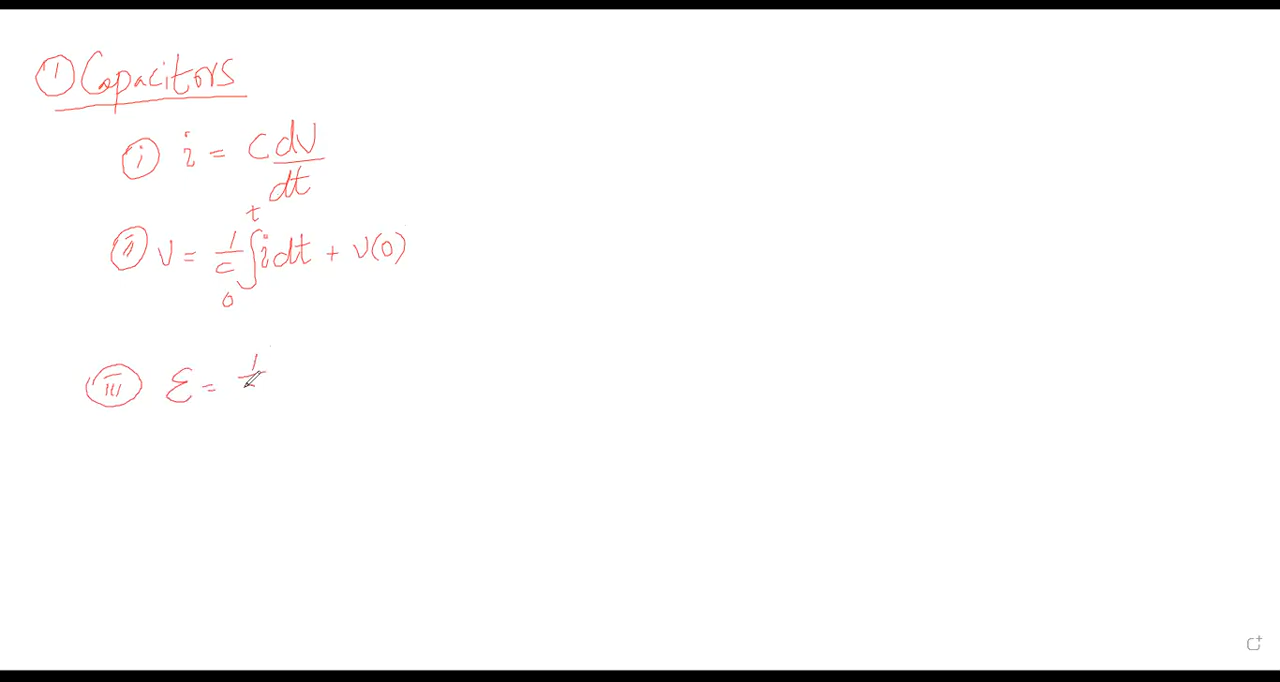 ① Capacitors
ⓘ i = C dV/dt
ⅱ V = 1/C ∫₀ᵗ i dt + V(0)
ⅲ Ɛ = 1